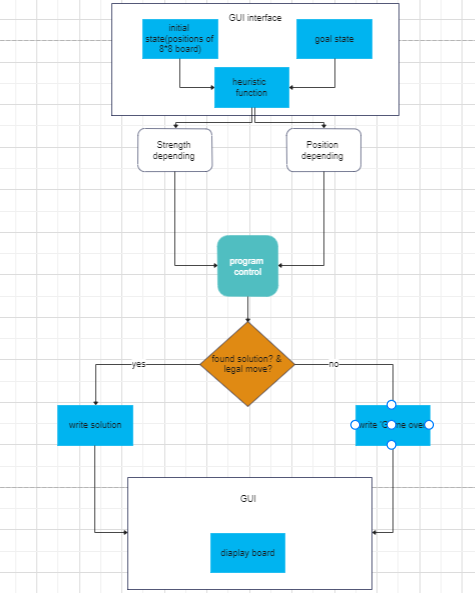 GUI interface
initial
state(positions of
8*8 board)
goal state
heuristic
function
Strength
depending
Position
depending
program
control
found solution? &
legal move?
yes
no
write solution
write
GUI
diaplay board